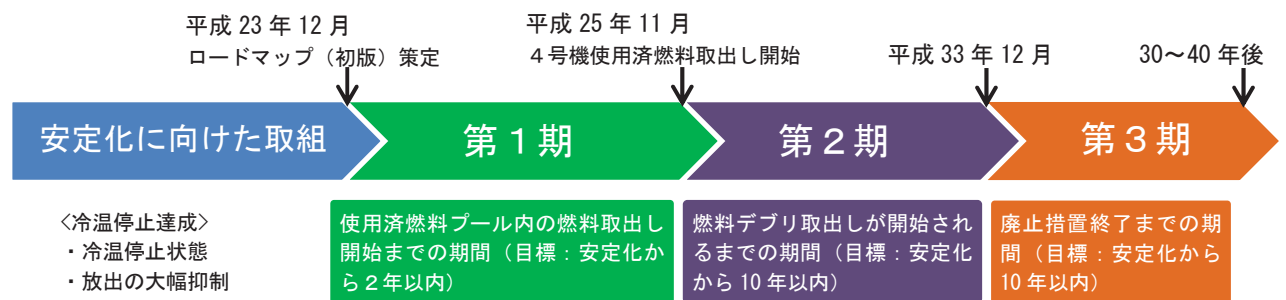 平成 23 年 12 月
ロードマップ（初版）策定
平成 25 年 11 月
４号機使用済燃料取出し開始
平成 33 年 12 月
30～40 年後
安定化に向けた取組
第１期
第２期
第３期
<冷温停止達成>
・冷温停止状態
・放出の大幅抑制
使用済燃料プール内の燃料取出し
開始までの期間（目標：安定化か
ら２年以内）
燃料デブリ取出しが開始され
るまでの期間（目標：安定化
から 10 年以内）
廃止措置終了までの期
間（目標：安定化から
10 年以内）